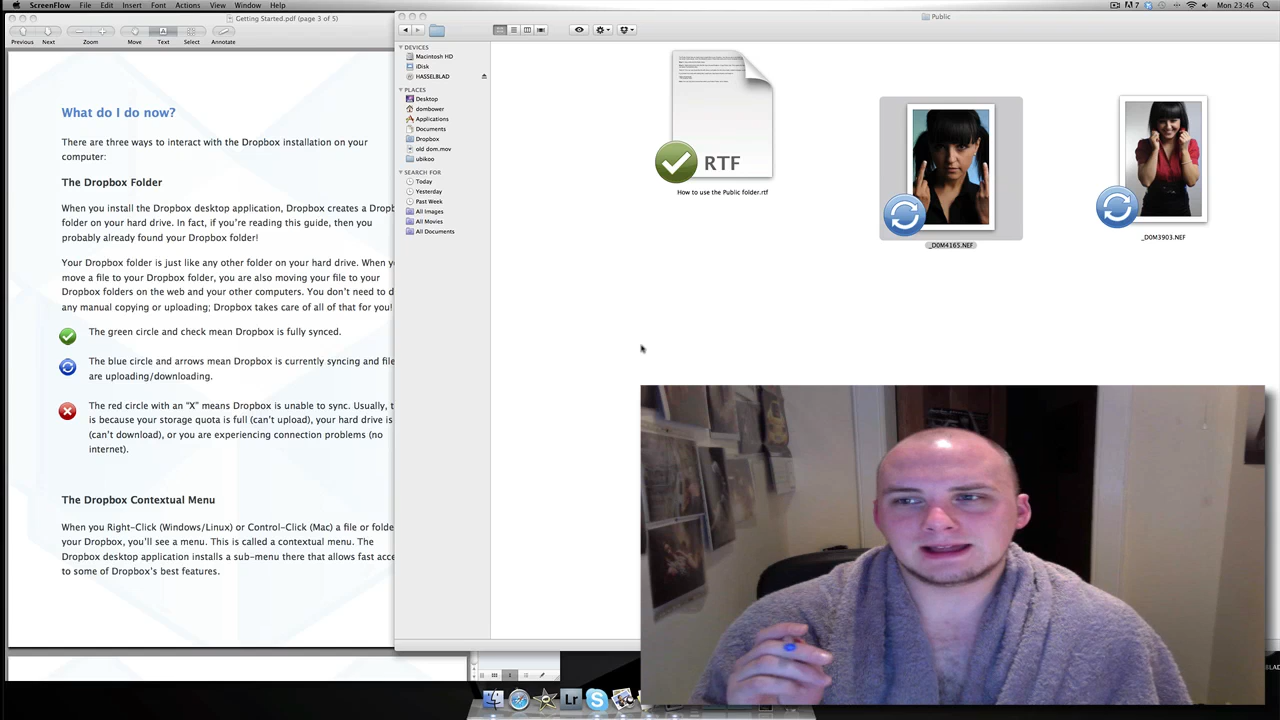 ScreenFlow File Edit Insert Font Actions View Window Help
7 Mon 23:46
Getting Started.pdf (page 3 of 5)
Previous Next Zoom Move Text Select Annotate
What do I do now?
There are three ways to interact with the Dropbox installation on your
computer:
The Dropbox Folder
When you install the Dropbox desktop application, Dropbox creates a Dropb
folder on your hard drive. In fact, if you're reading this guide, then you
probably already found your Dropbox folder!
Your Dropbox folder is just like any other folder on your hard drive. When y
move a file to your Dropbox folder, you are also moving your file to your
Dropbox folders on the web and your other computers. You don't need to d
any manual copying or uploading; Dropbox takes care of all of that for you!
The green circle and check mean Dropbox is fully synced.
The blue circle and arrows mean Dropbox is currently syncing and file
are uploading/downloading.
The red circle with an "X" means Dropbox is unable to sync. Usually, t
is because your storage quota is full (can't upload), your hard drive is
(can't download), or you are experiencing connection problems (no
internet).
The Dropbox Contextual Menu
When you Right-Click (Windows/Linux) or Control-Click (Mac) a file or folde
your Dropbox, you'll see a menu. This is called a contextual menu. The
Dropbox desktop application installs a sub-menu there that allows fast acce
to some of Dropbox's best features.
Public
DEVICES
Macintosh HD
iDisk
HASSELBLAD
PLACES
Desktop
dombower
Applications
Documents
Dropbox
old dom.mov
ubikoo
SEARCH FOR
Today
Yesterday
Past Week
All Images
All Movies
All Documents
RTF
How to use the Public folder.rtf
_DOM4165.NEF
_DOM3903.NEF
Lr